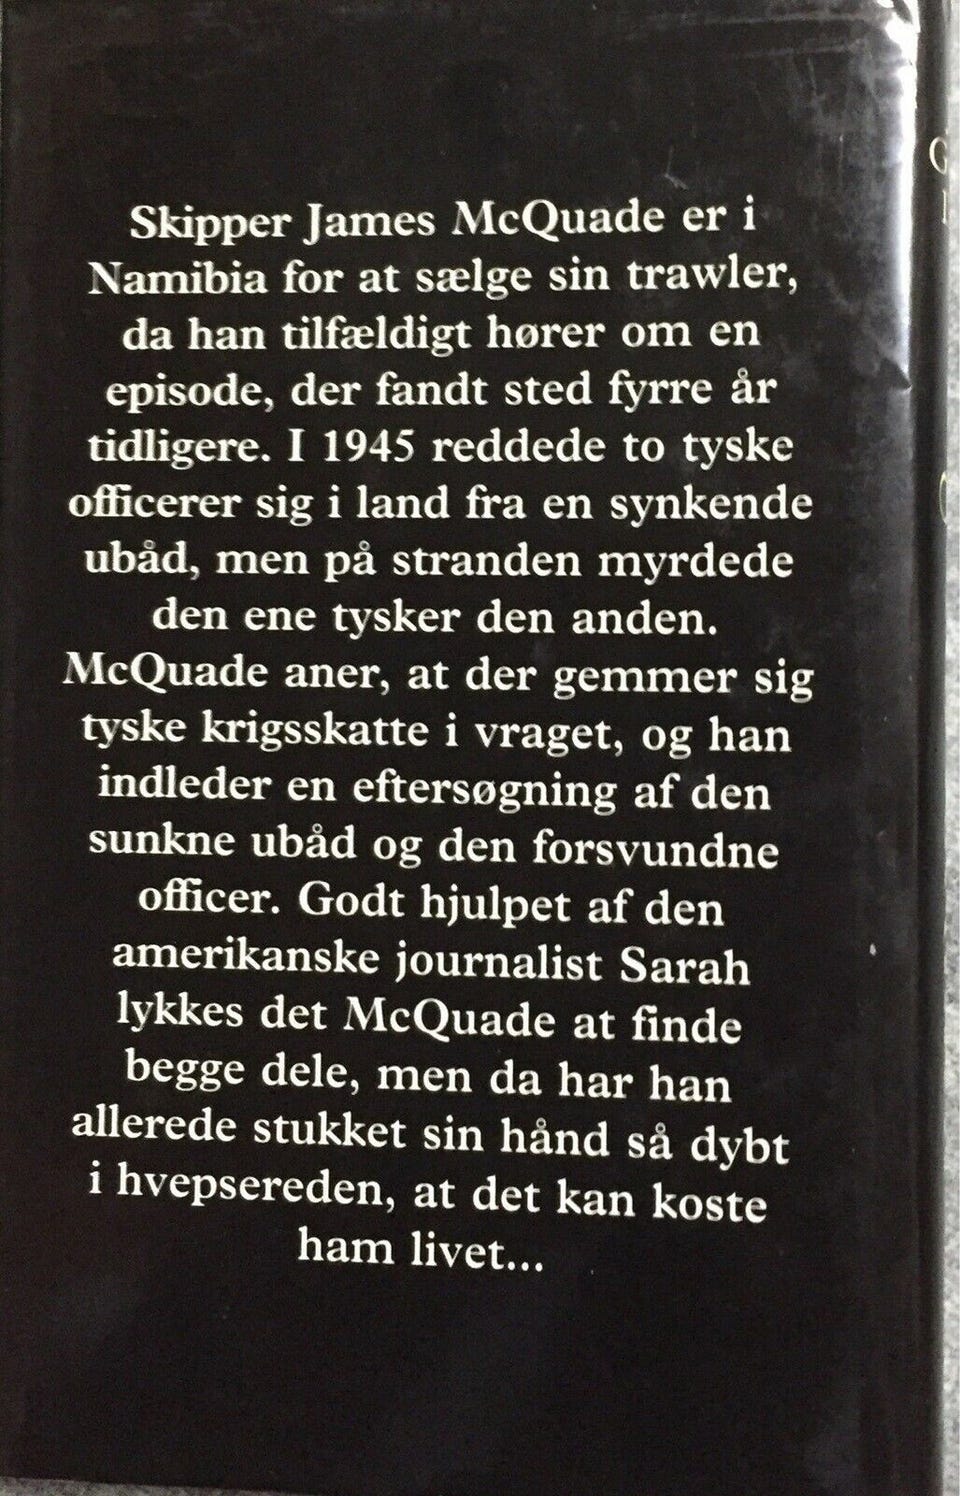 Skipper James McQuade er i
Namibia for at sælge sin trawler,
da han tilfældigt hører om en
episode, der fandt sted fyrre år
tidligere. I 1945 reddede to tyske
officerer sig i land fra en synkende
ubåd, men på stranden myrdede
den ene tysker den anden.
McQuade aner, at der gemmer sig
tyske krigsskatte i vraget, og han
indleder en eftersøgning af den
sunkne ubåd og den forsvundne
officer. Godt hjulpet af den
amerikanske journalist Sarah
lykkes det McQuade at finde
begge dele, men da har han
allerede stukket sin hånd så dybt
i hvepsereden, at det kan koste
ham livet...